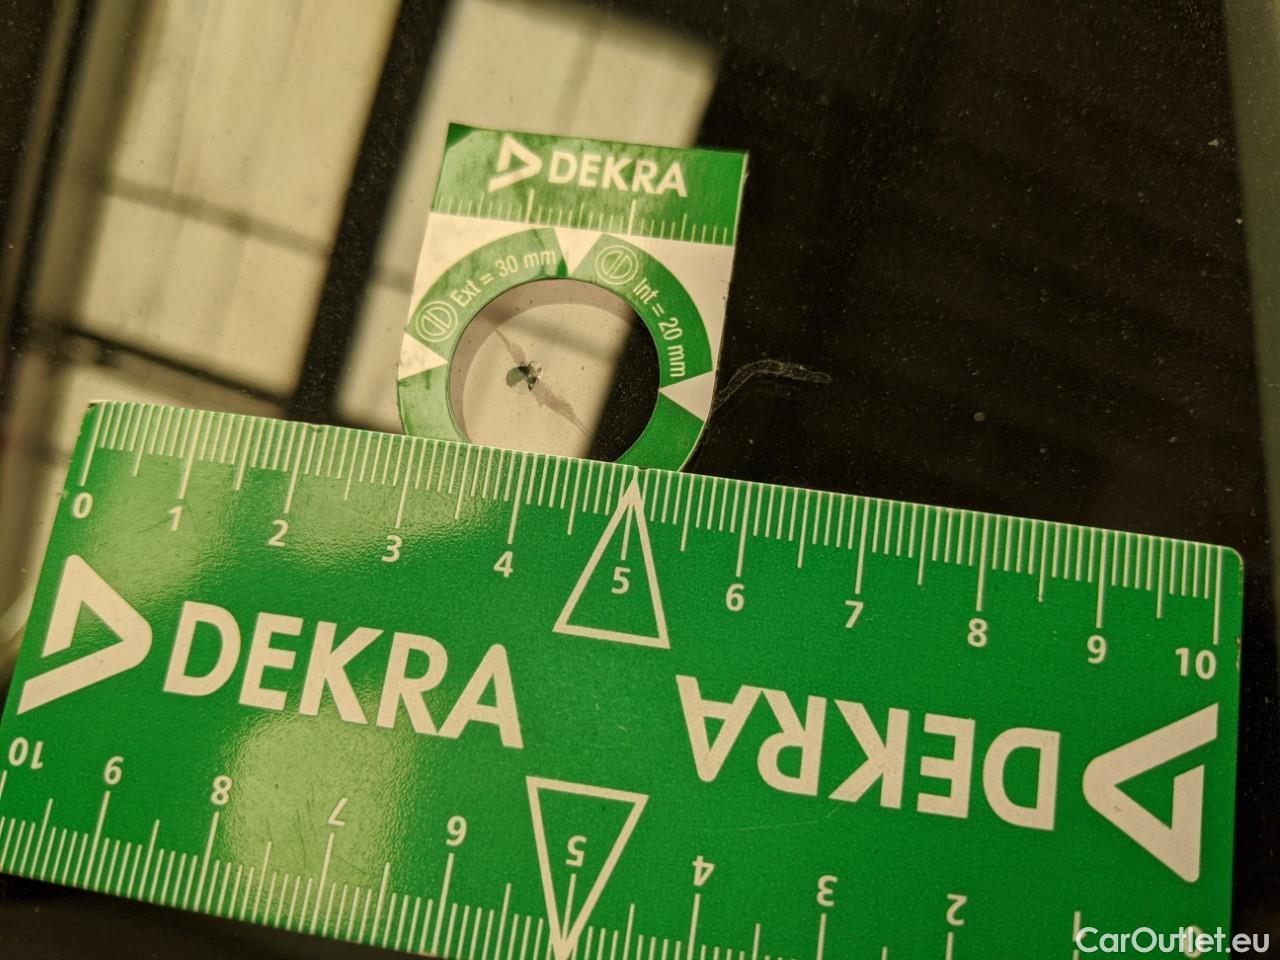 DEKRA
Ext = 30 mm
Int = 20 mm
0 1 2 3 4 5 6 7 8 9 10
DEKRA
DEKRA
10 9 8 7 6 5 4 3 2 0
CarOutlet.eu